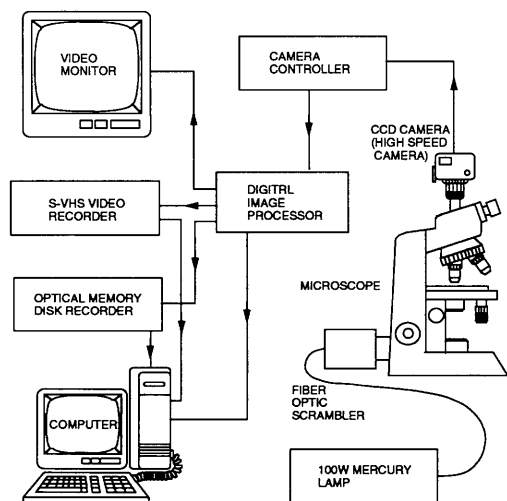 VIDEO
MONITOR
CAMERA
CONTROLLER
CCD CAMERA
(HIGH SPEED
CAMERA)
S-VHS VIDEO
RECORDER
DIGITRL
IMAGE
PROCESSOR
OPTICAL MEMORY
DISK RECORDER
MICROSCOPE
COMPUTER
FIBER
OPTIC
SCRAMBLER
100W MERCURY
LAMP